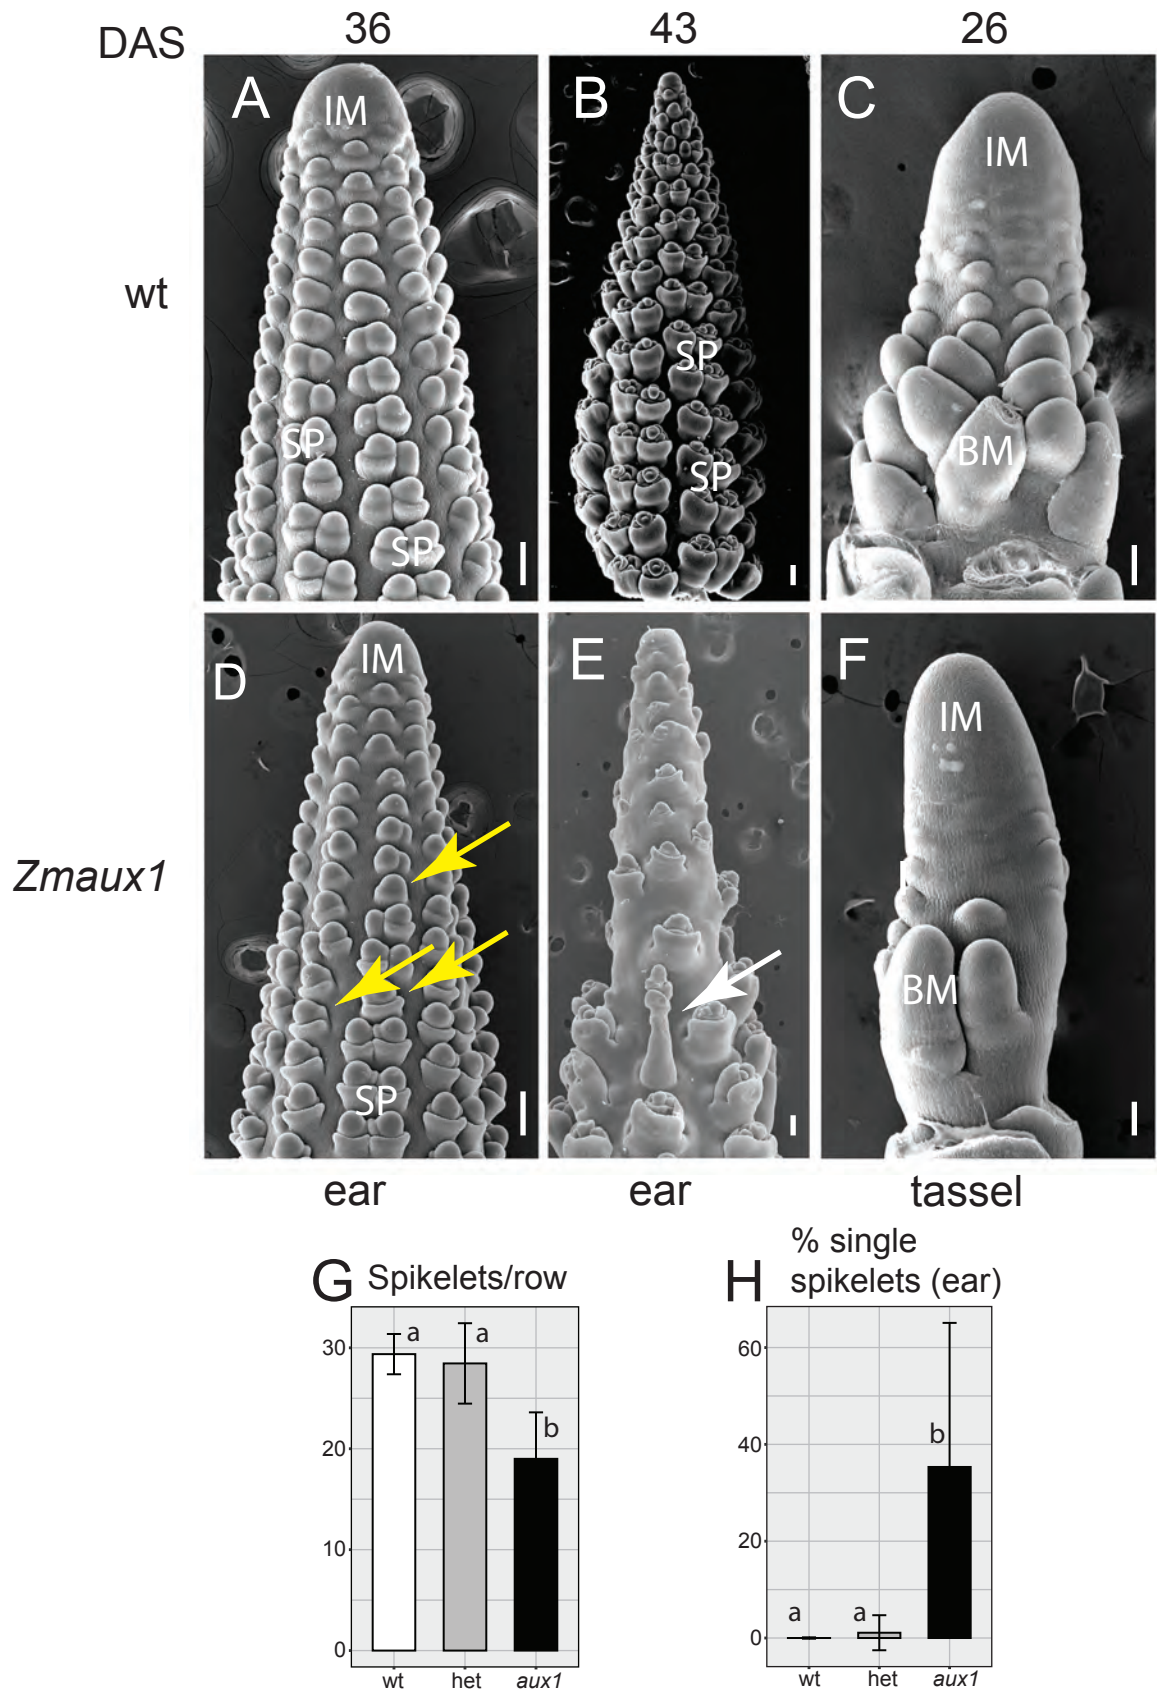 DAS 36 43 26
wt
A IM SP SP
B SP SP
C IM BM
Zmaux1
D IM SP
E
F IM BM
ear ear tassel
G Spikelets/row
30
20
10
0
a a b
wt het aux1
H % single
spikelets (ear)
60
40
20
0
a a b
wt het aux1